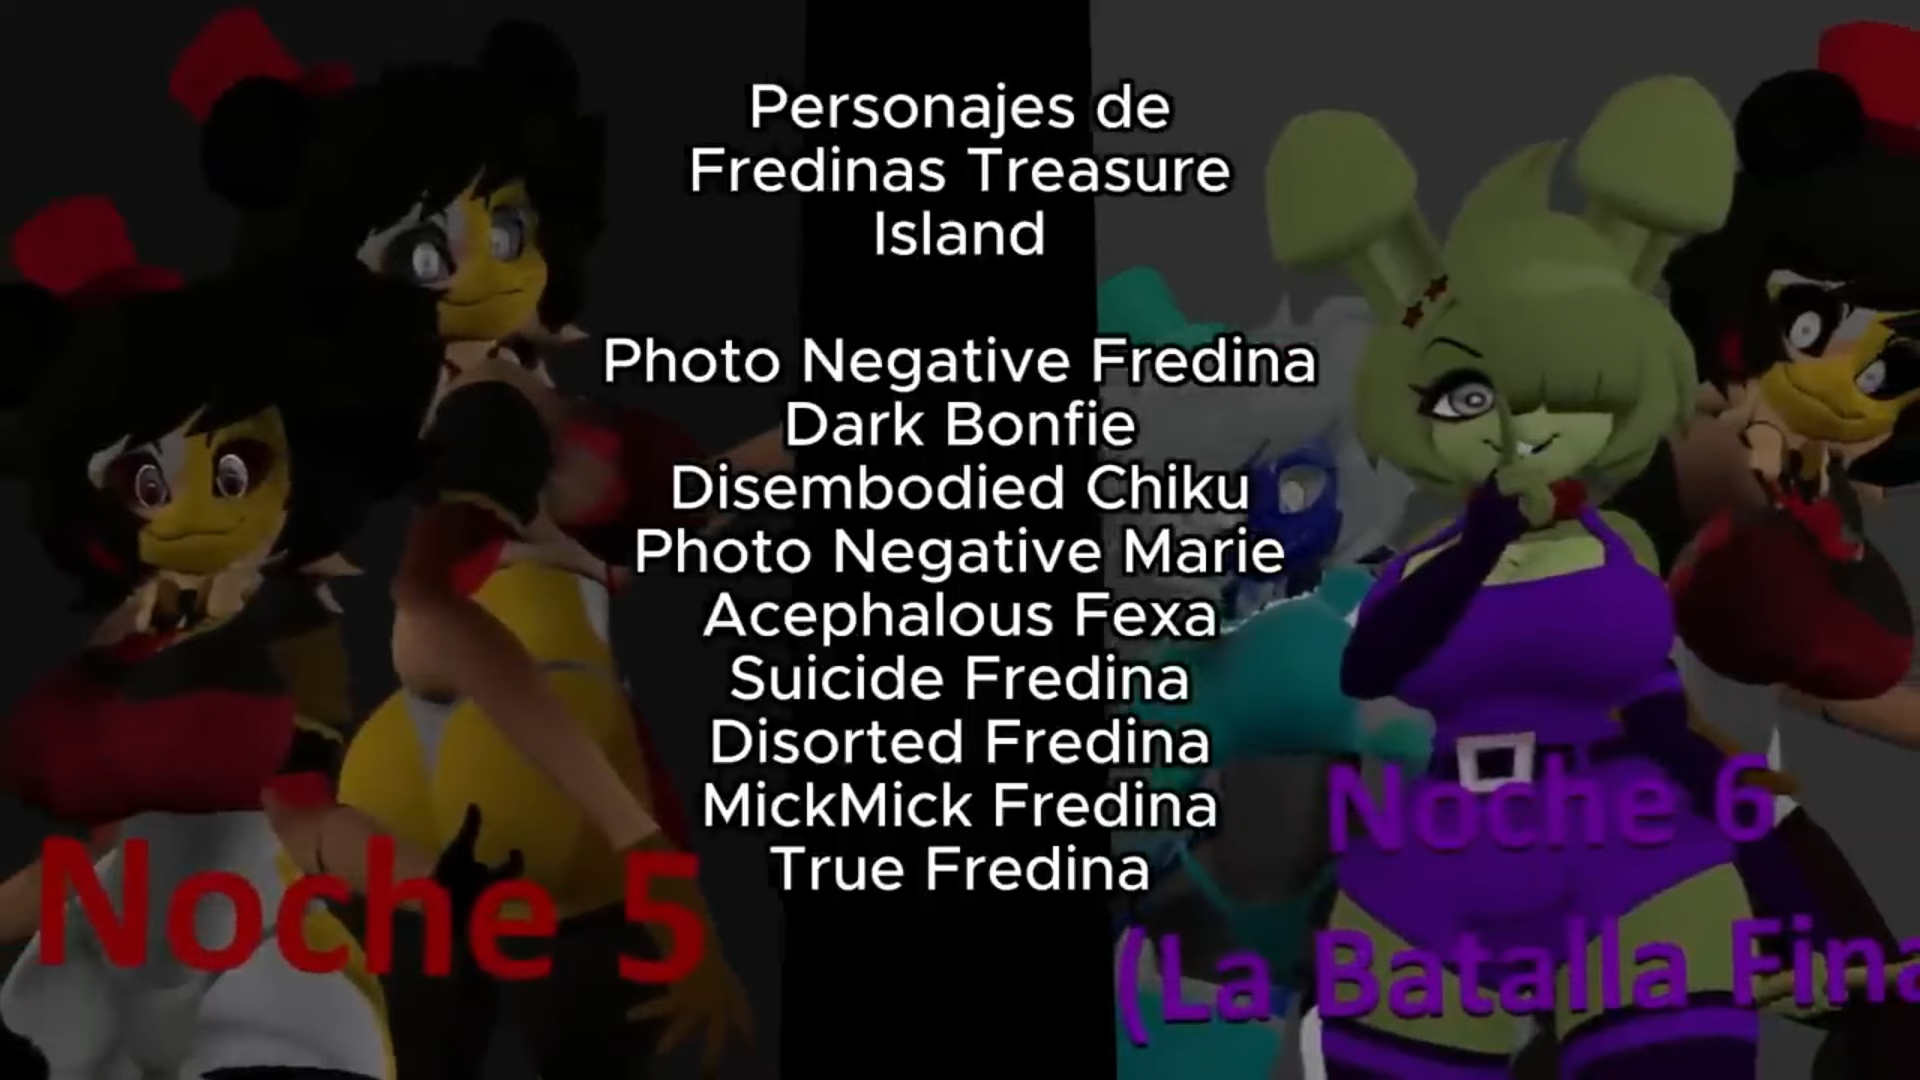 Personajes de
Fredinas Treasure
Island
Photo Negative Fredina
Dark Bonfie
Disembodied Chiku
Photo Negative Marie
Acephalous Fexa
Suicide Fredina
Disorted Fredina
MickMick Fredina
True Fredina
Noche 5
Noche 6
(La Batalla Fina